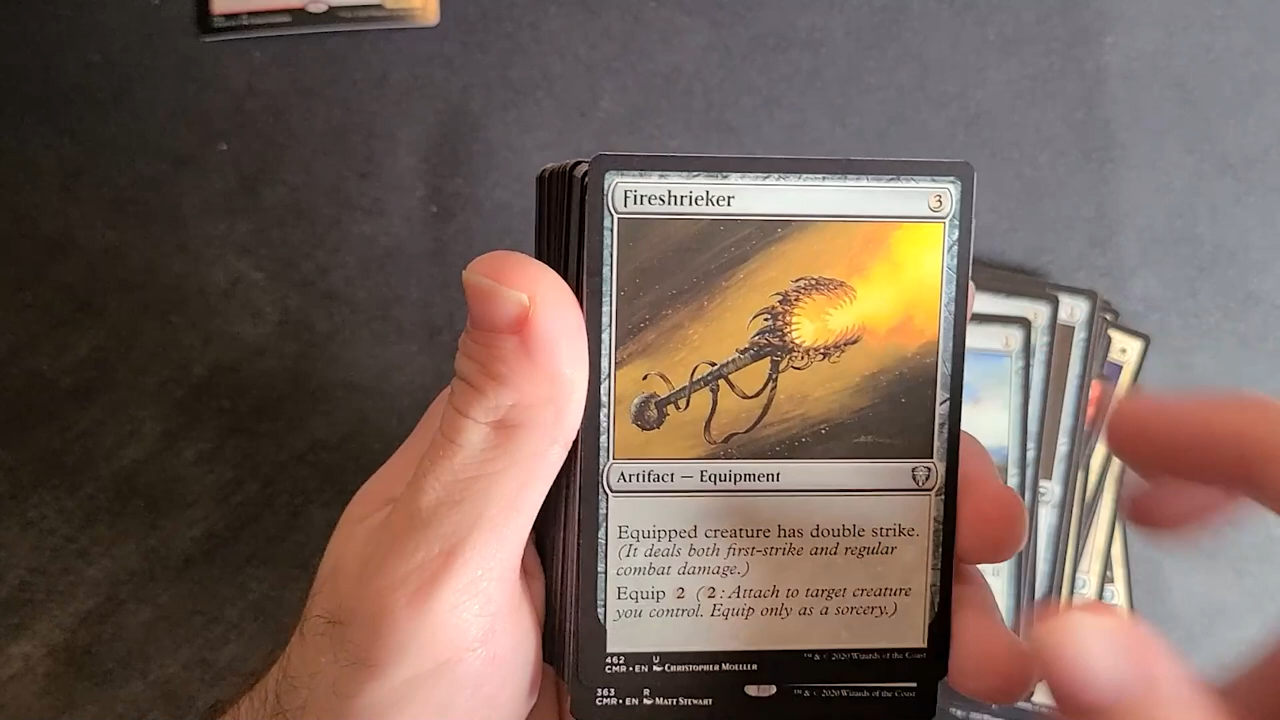 Fireshrieker 3
Artifact — Equipment
Equipped creature has double strike.
(It deals both first-strike and regular
combat damage.)
Equip 2 (2: Attach to target creature
you control. Equip only as a sorcery.)
462 U ™ & © 2020 Wizards of the Coast
CMR • EN Christopher Moeller
363 R ™ & © 2020 Wizards of the Coast
CMR • EN Matt Stewart